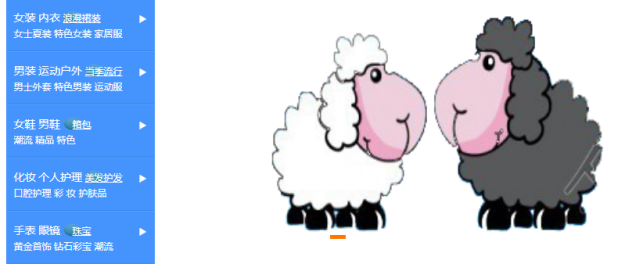 女装 内衣 浪漫裙装
女士夏装 特色女装 家居服
男装 运动户外 当季流行
男士外套 特色男装 运动服
女鞋 男鞋 箱包
潮流 精品 特色
化妆 个人护理 美发护发
口腔护理 彩 妆 护肤品
手表 眼镜 珠宝
黄金首饰 钻石彩宝 潮流